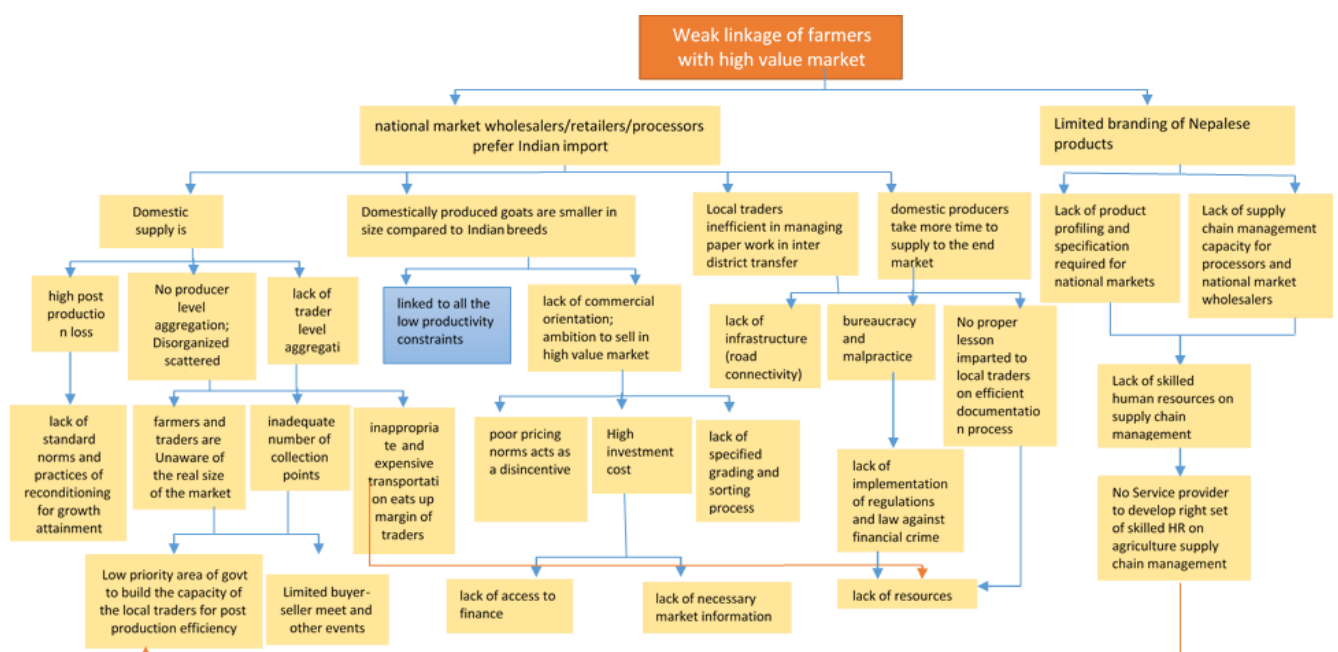 Weak linkage of farmers
with high value market
national market wholesalers/retailers/processors
prefer Indian import
Limited branding of Nepalese
products
Domestic
supply is
Domestically produced goats are smaller in
size compared to Indian breeds
Local traders
inefficient in managing
paper work in inter
district transfer
domestic producers
take more time to
supply to the end
market
Lack of product
profiling and
specification
required for
national markets
Lack of supply
chain management
capacity for
processors and
national market
wholesalers
high post
productio
n loss
No producer
level
aggregation;
Disorganized
scattered
lack of
trader
level
aggregati
linked to all the
low productivity
constraints
lack of commercial
orientation;
ambition to sell in
high value market
lack of
infrastructure
(road
connectivity)
bureaucracy
and
malpractice
No proper
lesson
imparted to
local traders
on efficient
documentatio
n process
Lack of skilled
human resources on
supply chain
management
lack of
standard
norms and
practices of
reconditioning
for growth
attainment
farmers and
traders are
Unaware of
the real size
of the market
inadequate
number of
collection
points
inappropria
te and
expensive
transportati
on eats up
margin of
traders
poor pricing
norms acts as
a disincentive
High
investment
cost
lack of
specified
grading and
sorting
process
lack of
implementation
of regulations
and law against
financial crime
No Service provider
to develop right set
of skilled HR on
agriculture supply
chain management
Low priority area of govt
to build the capacity of
the local traders for post
production efficiency
Limited buyer-
seller meet and
other events
lack of access to
finance
lack of necessary
market information
lack of resources